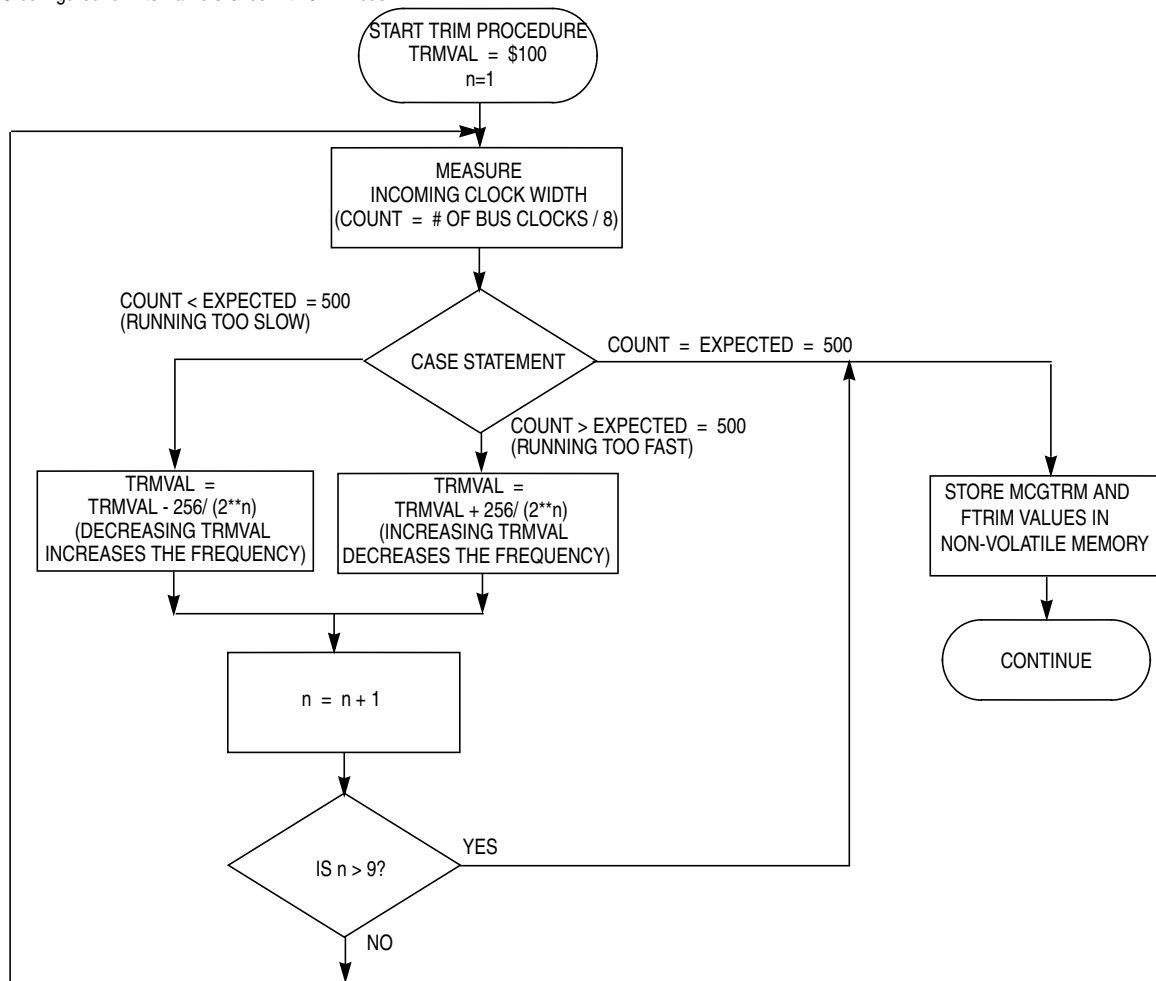 START TRIM PROCEDURE
TRMVAL = $100
n=1
MEASURE
INCOMING CLOCK WIDTH
(COUNT = # OF BUS CLOCKS / 8)
COUNT < EXPECTED = 500
(RUNNING TOO SLOW)
CASE STATEMENT
COUNT = EXPECTED = 500
COUNT > EXPECTED = 500
(RUNNING TOO FAST)
TRMVAL =
TRMVAL - 256/ (2**n)
(DECREASING TRMVAL
INCREASES THE FREQUENCY)
TRMVAL =
TRMVAL + 256/ (2**n)
(INCREASING TRMVAL
DECREASES THE FREQUENCY)
STORE MCGTRM AND
FTRIM VALUES IN
NON-VOLATILE MEMORY
CONTINUE
n = n + 1
IS n > 9?
YES
NO